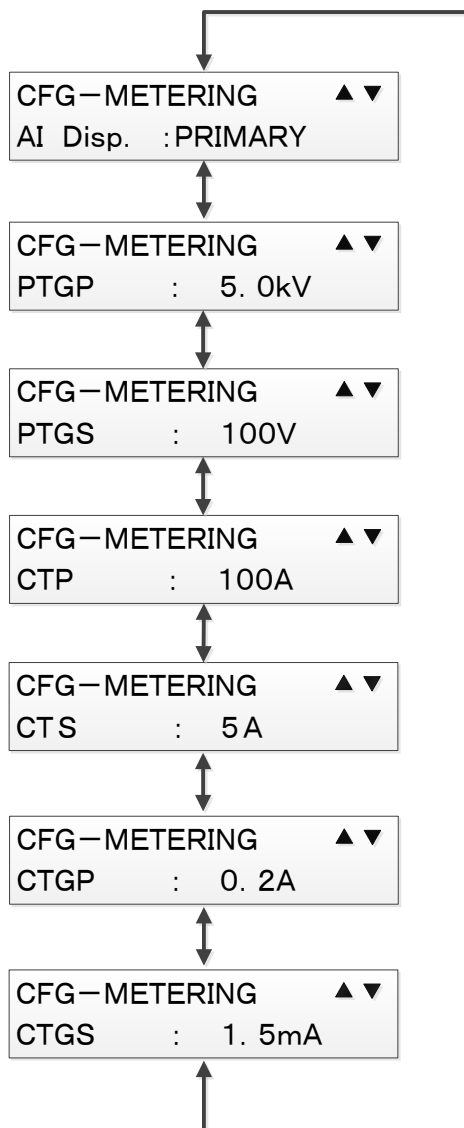 CFG−METERING ▲ ▼
AI Disp. :PRIMARY
CFG−METERING ▲ ▼
PTGP : 5. 0kV
CFG−METERING ▲ ▼
PTGS : 100V
CFG−METERING ▲ ▼
CTP : 100A
CFG−METERING ▲ ▼
CTS : 5A
CFG−METERING ▲ ▼
CTGP : 0. 2A
CFG−METERING ▲ ▼
CTGS : 1. 5mA